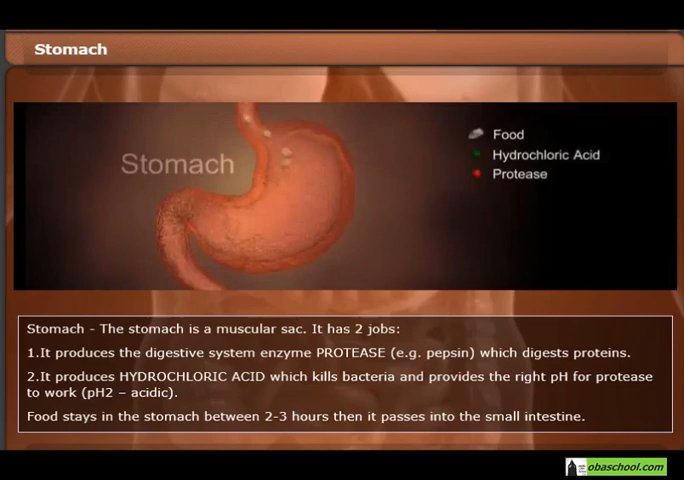 Stomach
Stomach
Food
Hydrochloric Acid
Protease
Stomach - The stomach is a muscular sac. It has 2 jobs:
1.It produces the digestive system enzyme PROTEASE (e.g. pepsin) which digests proteins.
2.It produces HYDROCHLORIC ACID which kills bacteria and provides the right pH for protease
to work (pH2 – acidic).
Food stays in the stomach between 2-3 hours then it passes into the small intestine.
obaschool.com